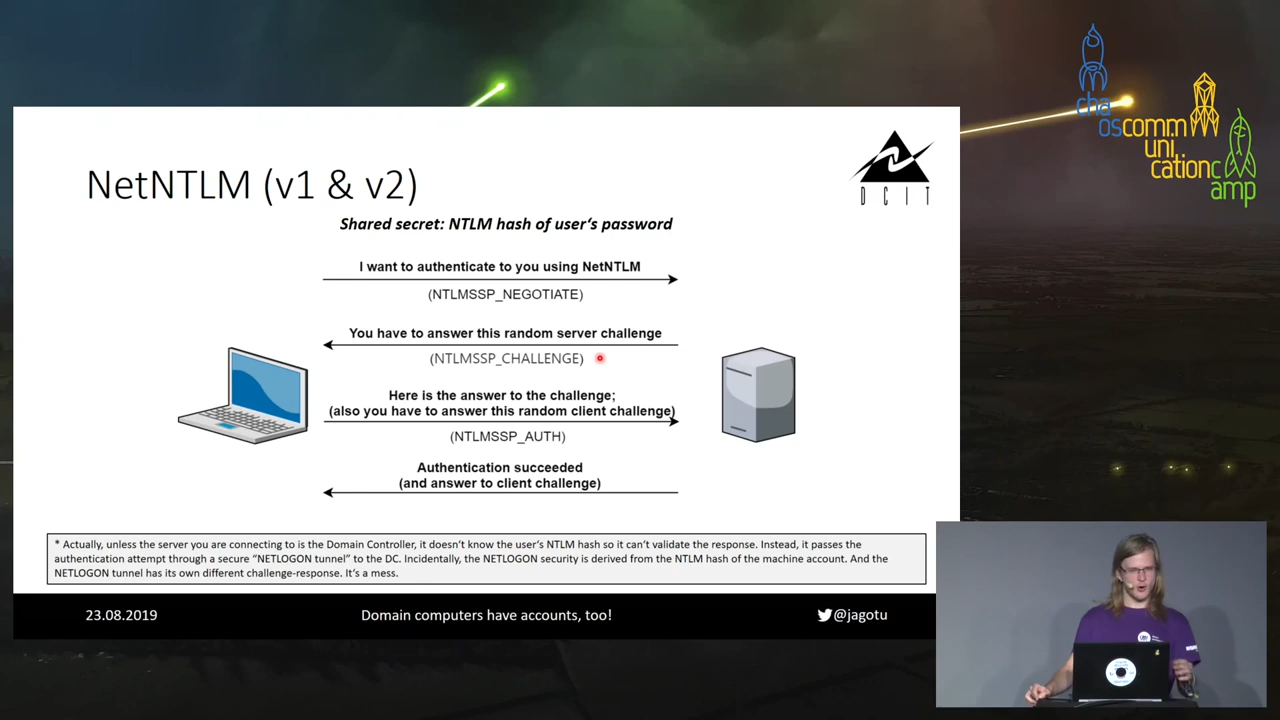 cha
oscomm
uni
cationc
amp
NetNTLM (v1 & v2)
DCIT
Shared secret: NTLM hash of user‘s password
I want to authenticate to you using NetNTLM
(NTLMSSP_NEGOTIATE)
You have to answer this random server challenge
(NTLMSSP_CHALLENGE)
Here is the answer to the challenge;
(also you have to answer this random client challenge)
(NTLMSSP_AUTH)
Authentication succeeded
(and answer to client challenge)
* Actually, unless the server you are connecting to is the Domain Controller, it doesn‘t know the user‘s NTLM hash so it can‘t validate the response. Instead, it passes the
authentication attempt through a secure “NETLOGON tunnel” to the DC. Incidentally, the NETLOGON security is derived from the NTLM hash of the machine account. And the
NETLOGON tunnel has its own different challenge-response. It‘s a mess.
23.08.2019
Domain computers have accounts, too!
@jagotu